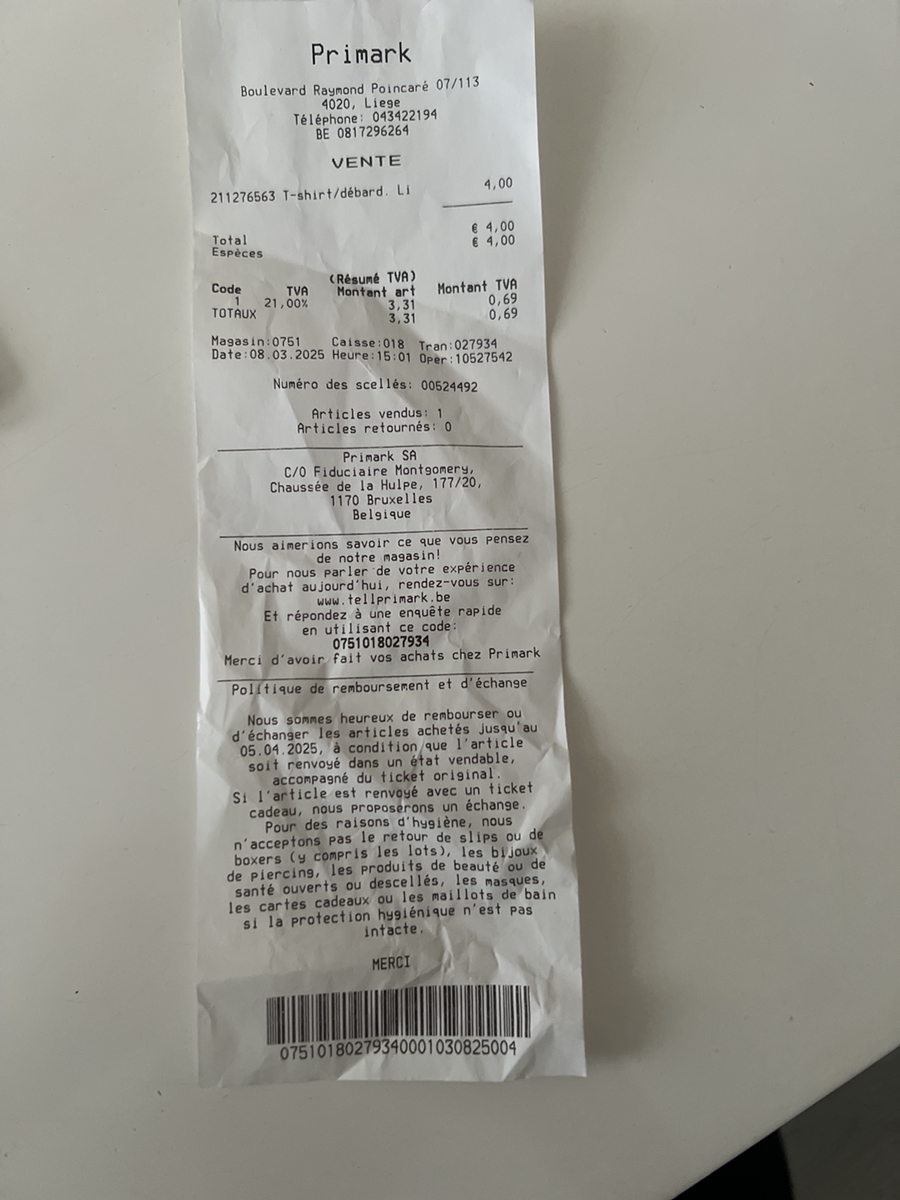 Primark
Boulevard Raymond Poincaré 07/113
4020, Liege
Téléphone: 043422194
BE 0817296264
VENTE
211276563 T-shirt/débard. Li 4,00
Total € 4,00
Espèces € 4,00
(Résumé TVA)
Code TVA Montant art Montant TVA
1 21,00% 3,31 0,69
TOTAUX 3,31 0,69
Magasin:0751 Caisse:018 Tran:027934
Date:08.03.2025 Heure:15:01 Oper:10527542
Numéro des scellés: 00524492
Articles vendus: 1
Articles retournés: 0
Primark SA
C/O Fiduciaire Montgomery,
Chaussée de la Hulpe, 177/20,
1170 Bruxelles
Belgique
Nous aimerions savoir ce que vous pensez
de notre magasin!
Pour nous parler de votre expérience
d'achat aujourd'hui, rendez-vous sur:
www.tellprimark.be
Et répondez à une enquête rapide
en utilisant ce code:
0751018027934
Merci d'avoir fait vos achats chez Primark
Politique de remboursement et d'échange
Nous sommes heureux de rembourser ou
d'échanger les articles achetés jusqu'au
05.04.2025, à condition que l'article
soit renvoyé dans un état vendable,
accompagné du ticket original.
Si l'article est renvoyé avec un ticket
cadeau, nous proposerons un échange.
Pour des raisons d'hygiène, nous
n'acceptons pas le retour de slips ou de
boxers (y compris les lots), les bijoux
de piercing, les produits de beauté ou de
santé ouverts ou descellés, les masques,
les cartes cadeaux ou les maillots de bain
si la protection hygiénique n'est pas
intacte.
MERCI
07510180279340001030825004